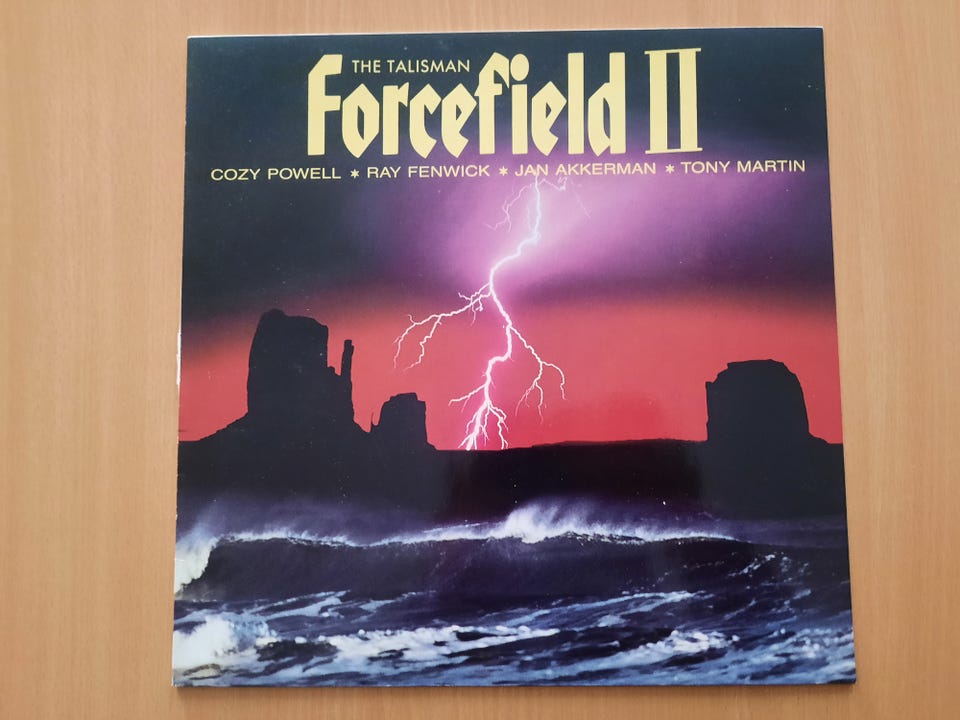 THE TALISMAN
Forcefield II
COZY POWELL ✶ RAY FENWICK ✶ JAN AKKERMAN ✶ TONY MARTIN